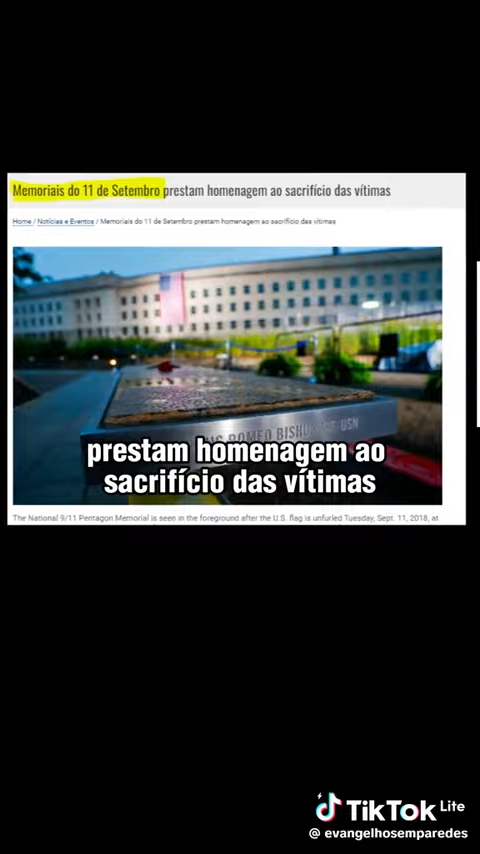 Memoriais do 11 de Setembro prestam homenagem ao sacrifício das vítimas
Home / Notícias e Eventos / Memoriais do 11 de Setembro prestam homenagem ao sacrifício das vítimas
USN
prestam homenagem ao
sacrifício das vítimas
The National 9/11 Pentagon Memorial is seen in the foreground after the U.S. flag is unfurled Tuesday, Sept. 11, 2018, at
TikTok Lite
@evangelhosemparedes